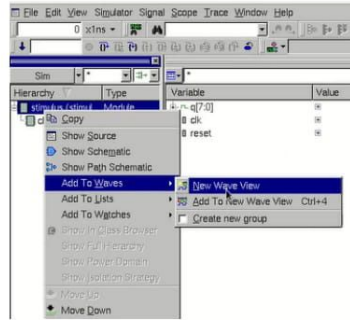 File Edit View Simulator Signal Scope Trace Window Help
0 x1ns
Sim * *
Hierarchy Type Variable Value
stimulus (stimul Module q[7:0]
d clk
reset
Copy
Show Source
Show Schematic
Show Path Schematic
Add To Waves New Wave View
Add To Lists Add To New Wave View Ctrl+4
Add To Watches Create new group
Show In Class Browser
Show Full Hierarchy
Show Power Domain
Show Isolation Strategy
Move Up
Move Down